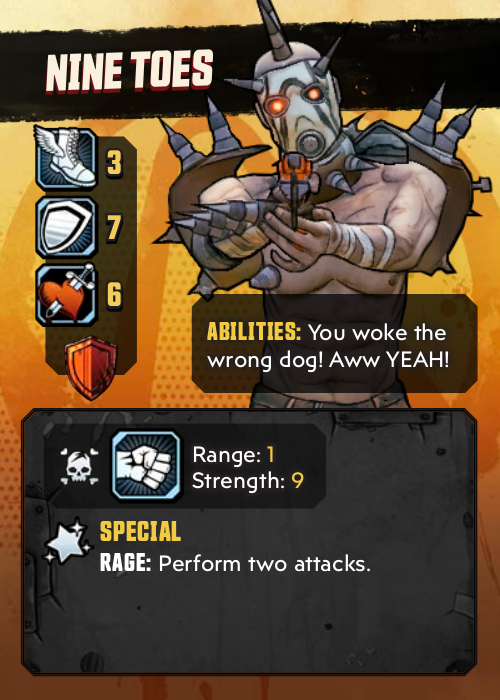 NINE TOES
3
7
6
ABILITIES: You woke the
wrong dog! Aww YEAH!
Range: 1
Strength: 9
SPECIAL
RAGE: Perform two attacks.